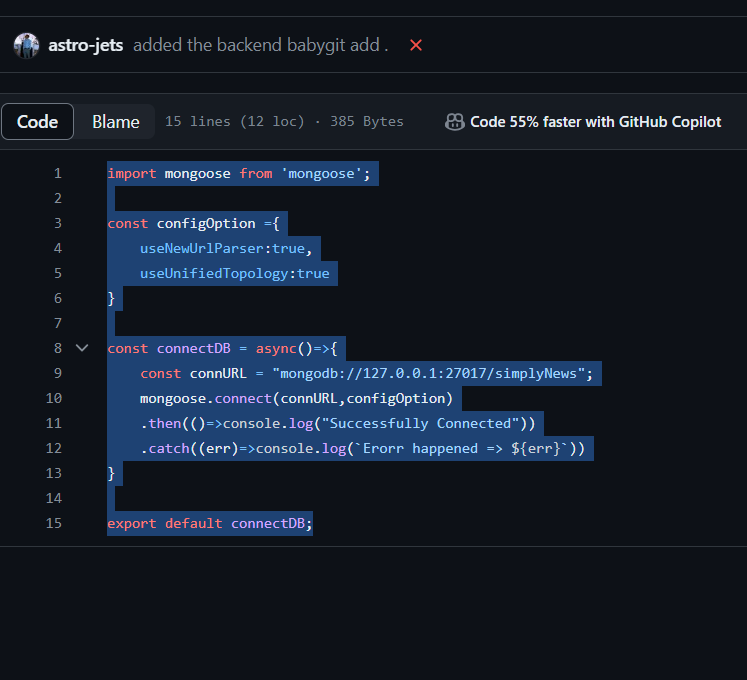 astro-jets added the backend babygit add .
Code Blame 15 lines (12 loc) · 385 Bytes Code 55% faster with GitHub Copilot
1 import mongoose from 'mongoose';
2
3 const configOption ={
4 useNewUrlParser:true,
5 useUnifiedTopology:true
6 }
7
8 const connectDB = async()=>{
9 const connURL = "mongodb://127.0.0.1:27017/simplyNews";
10 mongoose.connect(connURL,configOption)
11 .then(()=>console.log("Successfully Connected"))
12 .catch((err)=>console.log(`Erorr happened => ${err}`))
13 }
14
15 export default connectDB;